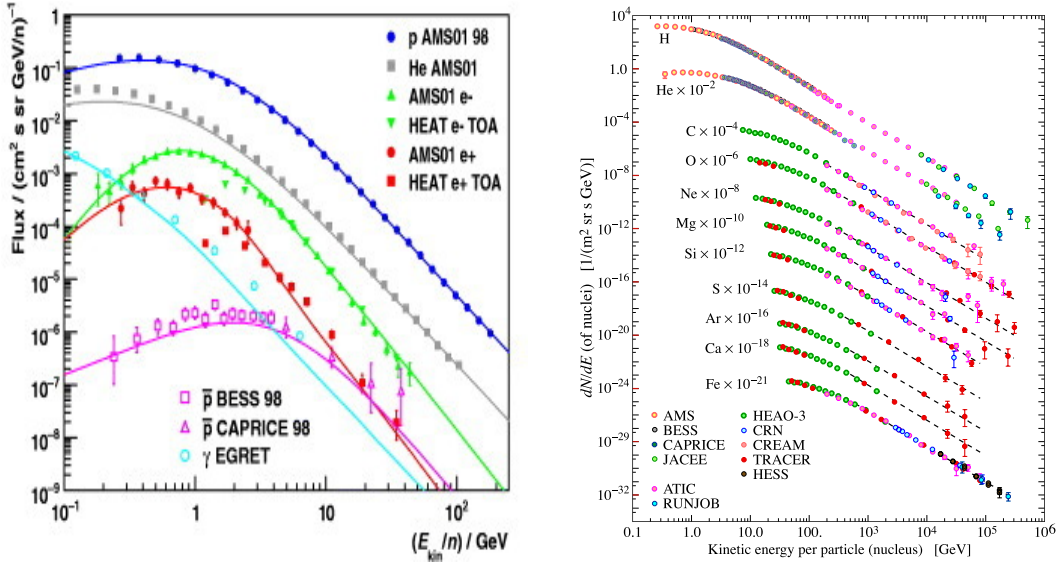 Flux / (cm² s sr GeV/n)⁻¹
1
10⁻¹
10⁻²
10⁻³
10⁻⁴
10⁻⁵
10⁻⁶
10⁻⁷
10⁻⁸
10⁻⁹
p AMS01 98
He AMS01
AMS01 e-
HEAT e- TOA
AMS01 e+
HEAT e+ TOA
p̅ BESS 98
p̅ CAPRICE 98
γ EGRET
10⁻¹ 1 10 10²
(E_kin/n) / GeV
dN/dE (of nuclei) [1/(m² sr s GeV)]
10⁴
1.0
10⁻⁴
10⁻⁸
10⁻¹²
10⁻¹⁶
10⁻²⁰
10⁻²⁴
10⁻²⁹
10⁻³²
H
He × 10⁻²
C × 10⁻⁴
O × 10⁻⁶
Ne × 10⁻⁸
Mg × 10⁻¹⁰
Si × 10⁻¹²
S × 10⁻¹⁴
Ar × 10⁻¹⁶
Ca × 10⁻¹⁸
Fe × 10⁻²¹
AMS
BESS
CAPRICE
JACEE
ATIC
RUNJOB
HEAO-3
CRN
CREAM
TRACER
HESS
0.1 1.0 10.0 100.0 10³ 10⁴ 10⁵ 10⁶
Kinetic energy per particle (nucleus) [GeV]